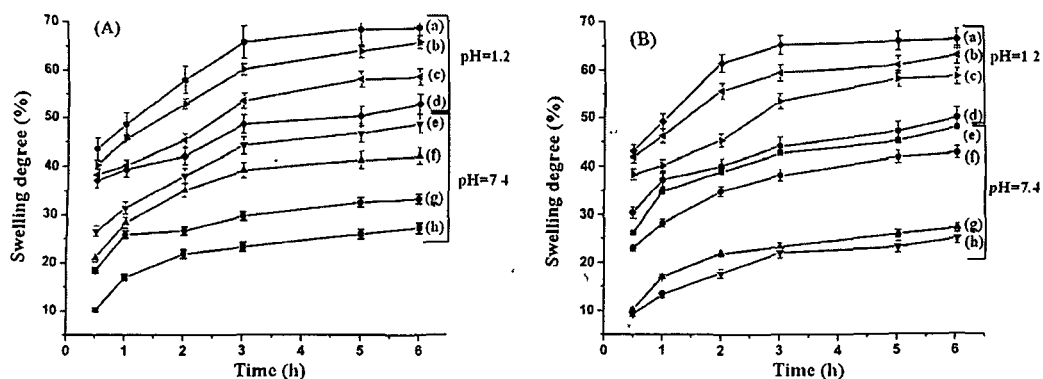 (A)
Swelling degree (%)
70
60
50
40
30
20
10
0
1
2
3
4
5
6
Time (h)
(a)
(b)
(c)
(d)
(e)
(f)
(g)
(h)
pH=1.2
pH=7 4
(B)
Swelling degree (%)
70
60
50
40
30
20
10
0
1
2
3
4
5
6
Time (h)
(a)
(b)
(c)
(d)
(e)
(f)
(g)
(h)
pH=1 2
pH=7.4